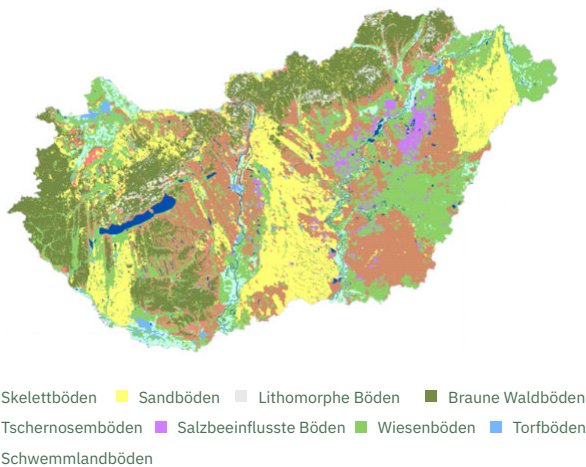 Skelettböden Sandböden Lithomorphe Böden Braune Waldböden
Tschernosemböden Salzbeeinflusste Böden Wiesenböden Torfböden
Schwemmlandböden